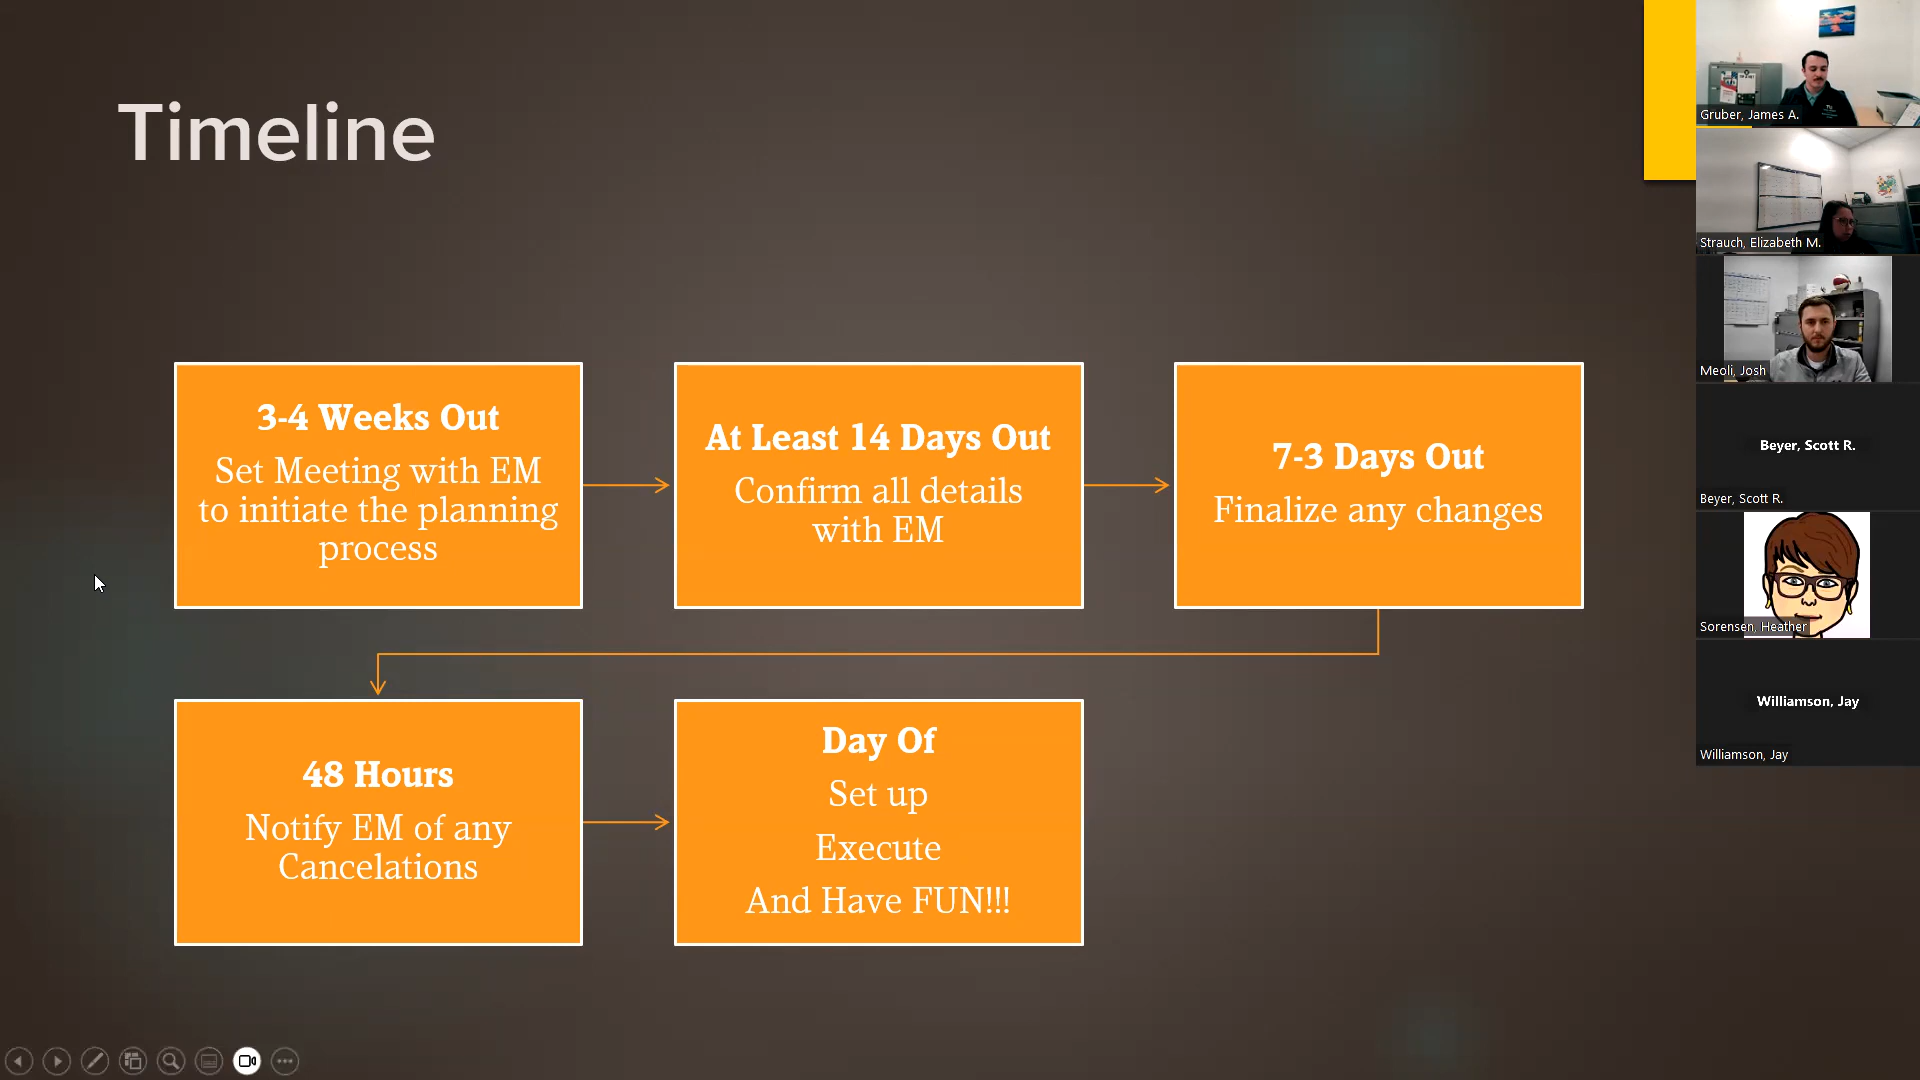 Timeline
3-4 Weeks Out
Set Meeting with EM
to initiate the planning
process
At Least 14 Days Out
Confirm all details
with EM
7-3 Days Out
Finalize any changes
48 Hours
Notify EM of any
Cancelations
Day Of
Set up
Execute
And Have FUN!!!
Gruber, James A.
Strauch, Elizabeth M.
Meoli, Josh
Beyer, Scott R.
Beyer, Scott R.
Sorensen, Heather
Williamson, Jay
Williamson, Jay